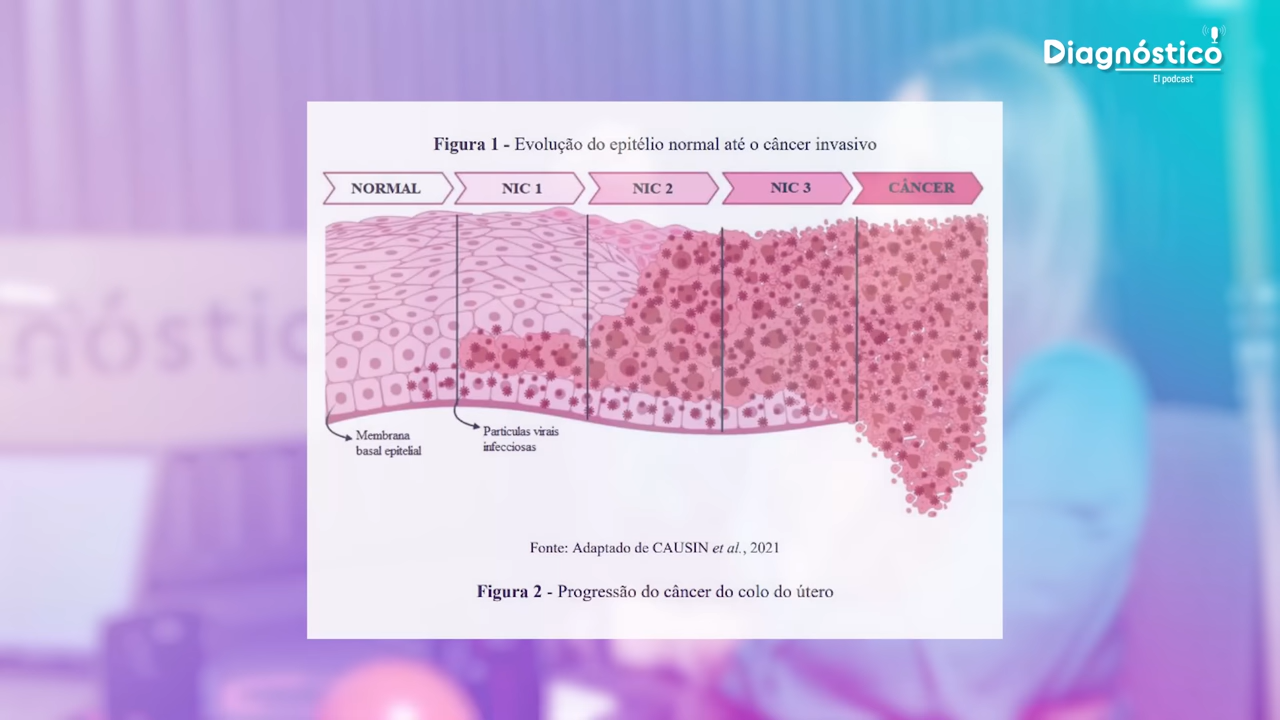 Diagnóstico
El podcast
Figura 1 - Evolução do epitélio normal até o câncer invasivo
NORMAL
NIC 1
NIC 2
NIC 3
CÂNCER
Membrana
basal epitelial
Particulas virais
infecciosas
Fonte: Adaptado de CAUSIN et al., 2021
Figura 2 - Progressão do câncer do colo do útero
nóstic